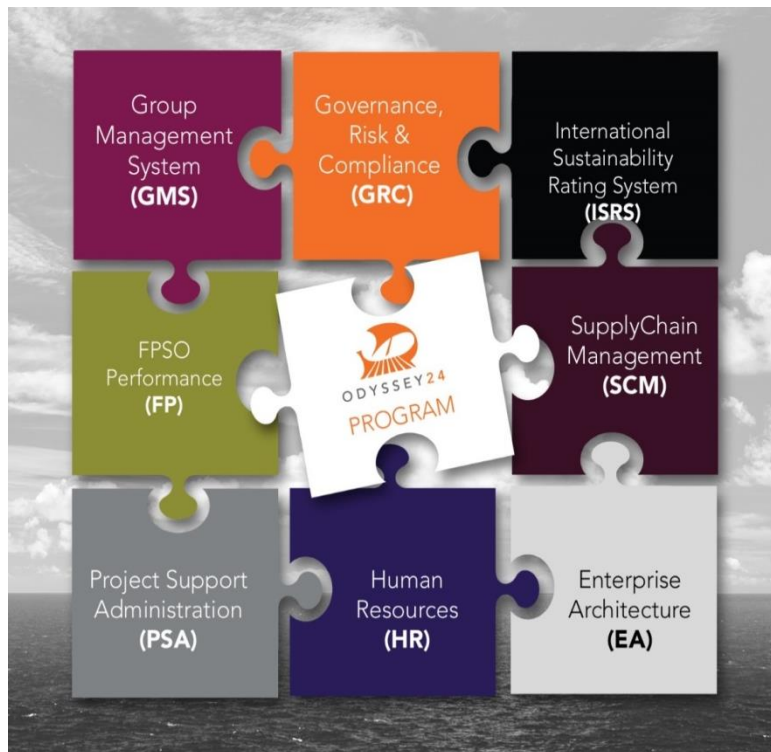 Group
Management
System
(GMS)
Governance,
Risk &
Compliance
(GRC)
International
Sustainability
Rating System
(ISRS)
FPSO
Performance
(FP)
ODYSSEY24
PROGRAM
SupplyChain
Management
(SCM)
Project Support
Administration
(PSA)
Human
Resources
(HR)
Enterprise
Architecture
(EA)